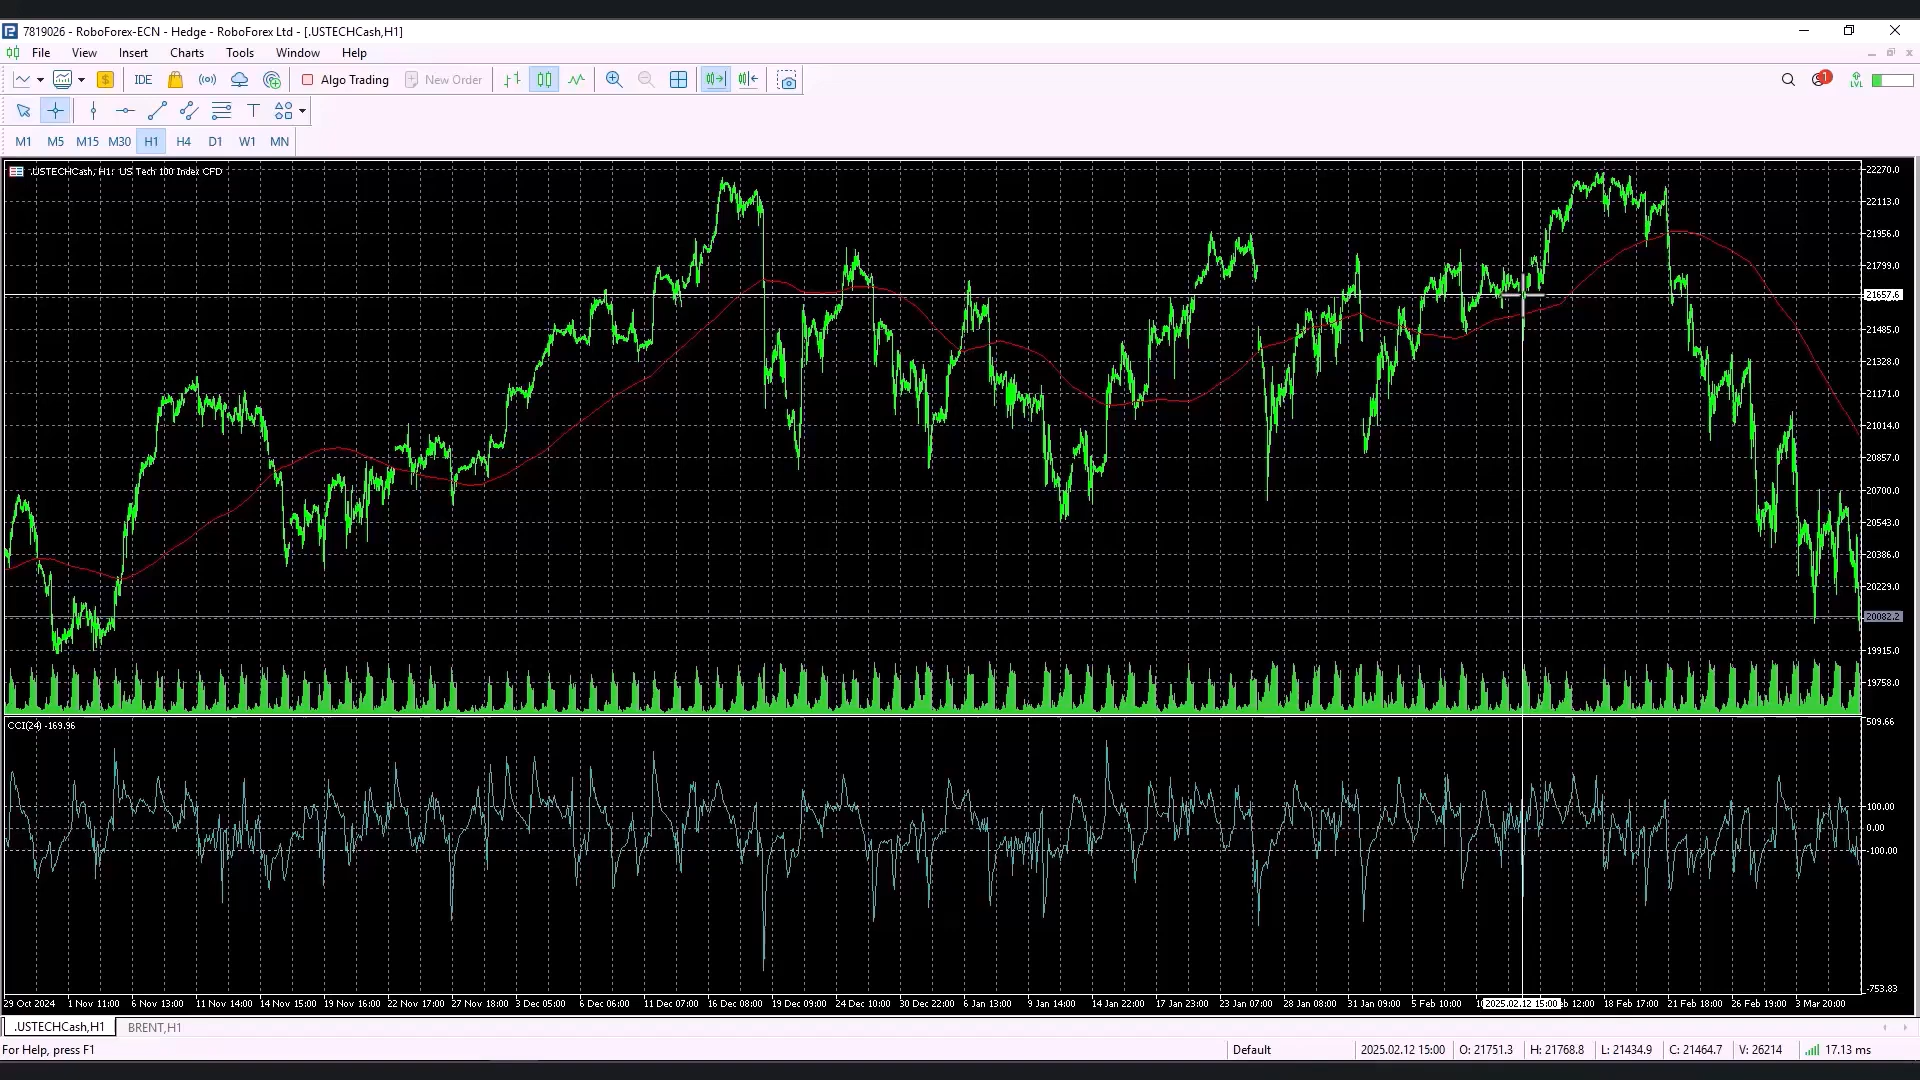 7819026 - RoboForex-ECN - Hedge - RoboForex Ltd - [.USTECHCash,H1]
File View Insert Charts Tools Window Help
IDE Algo Trading New Order 1 LVL
M1 M5 M15 M30 H1 H4 D1 W1 MN
.USTECHCash, H1: US Tech 100 Index CFD
22270.0
22113.0
21956.0
21799.0
21657.6
21485.0
21328.0
21171.0
21014.0
20857.0
20700.0
20543.0
20386.0
20229.0
20082.2
19915.0
19758.0
CCI(24) -169.96
509.66
100.00
0.00
-100.00
-753.83
29 Oct 2024 1 Nov 11:00 6 Nov 13:00 11 Nov 14:00 14 Nov 15:00 19 Nov 16:00 22 Nov 17:00 27 Nov 18:00 3 Dec 05:00 6 Dec 06:00 11 Dec 07:00 16 Dec 08:00 19 Dec 09:00 24 Dec 10:00 30 Dec 22:00 6 Jan 13:00 9 Jan 14:00 14 Jan 22:00 17 Jan 23:00 23 Jan 07:00 28 Jan 08:00 31 Jan 09:00 5 Feb 10:00 2025.02.12 15:00 12:00 18 Feb 17:00 21 Feb 18:00 26 Feb 19:00 3 Mar 20:00
.USTECHCash,H1 BRENT,H1
For Help, press F1 Default 2025.02.12 15:00 O: 21751.3 H: 21768.8 L: 21434.9 C: 21464.7 V: 26214 17.13 ms